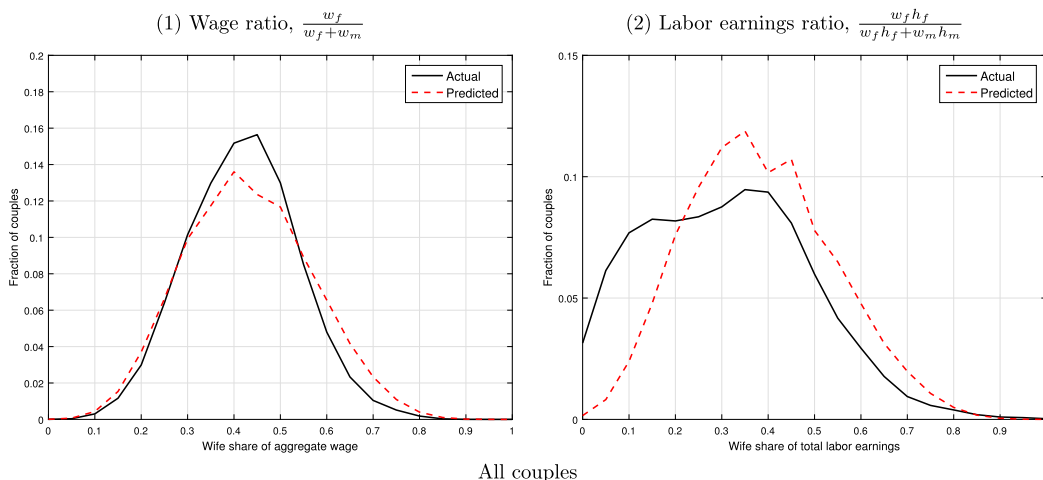 (1) Wage ratio, $\frac{w_f}{w_f+w_m}$
0.2
0.18
0.16
0.14
0.12
0.1
0.08
0.06
0.04
0.02
0
Fraction of couples
Actual
Predicted
0 0.1 0.2 0.3 0.4 0.5 0.6 0.7 0.8 0.9 1
Wife share of aggregate wage
(2) Labor earnings ratio, $\frac{w_f h_f}{w_f h_f+w_m h_m}$
0.15
0.1
0.05
0
Fraction of couples
Actual
Predicted
0 0.1 0.2 0.3 0.4 0.5 0.6 0.7 0.8 0.9
Wife share of total labor earnings
All couples